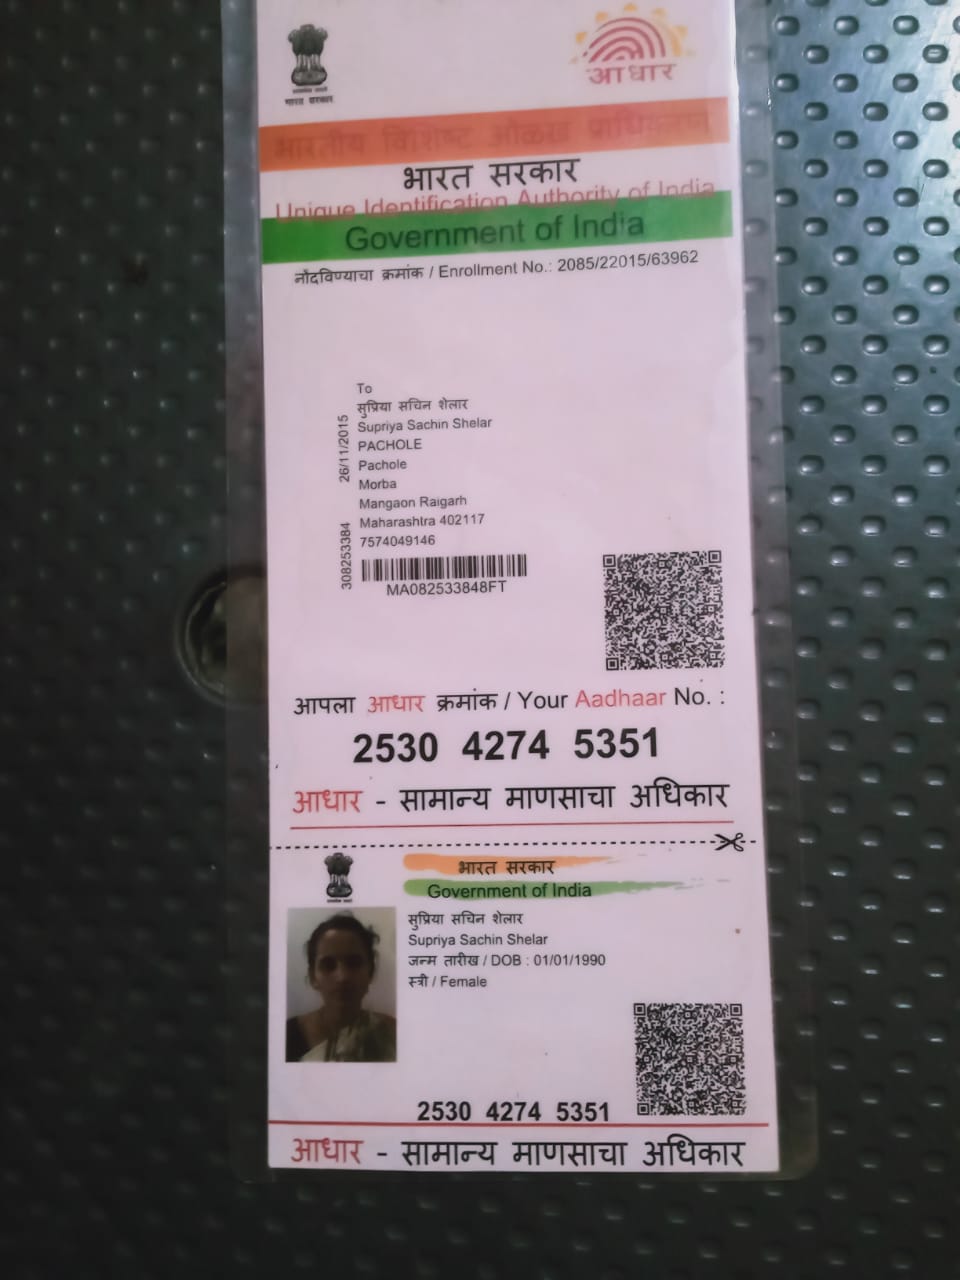 भारत सरकार
आधार
भारतीय विशिष्ट ओळख प्राधिकरण
भारत सरकार
Unique Identification Authority of India
Government of India
नोंदविण्याचा क्रमांक / Enrollment No.: 2085/22015/63962
To
सुप्रिया सचिन शेलार
Supriya Sachin Shelar
PACHOLE
Pachole
Morba
Mangaon Raigarh
Maharashtra 402117
7574049146
26/11/2015
308253384
MA082533848FT
आपला आधार क्रमांक / Your Aadhaar No. :
2530 4274 5351
आधार - सामान्य माणसाचा अधिकार
भारत सरकार
Government of India
सुप्रिया सचिन शेलार
Supriya Sachin Shelar
जन्म तारीख / DOB : 01/01/1990
स्त्री / Female
2530 4274 5351
आधार - सामान्य माणसाचा अधिकार